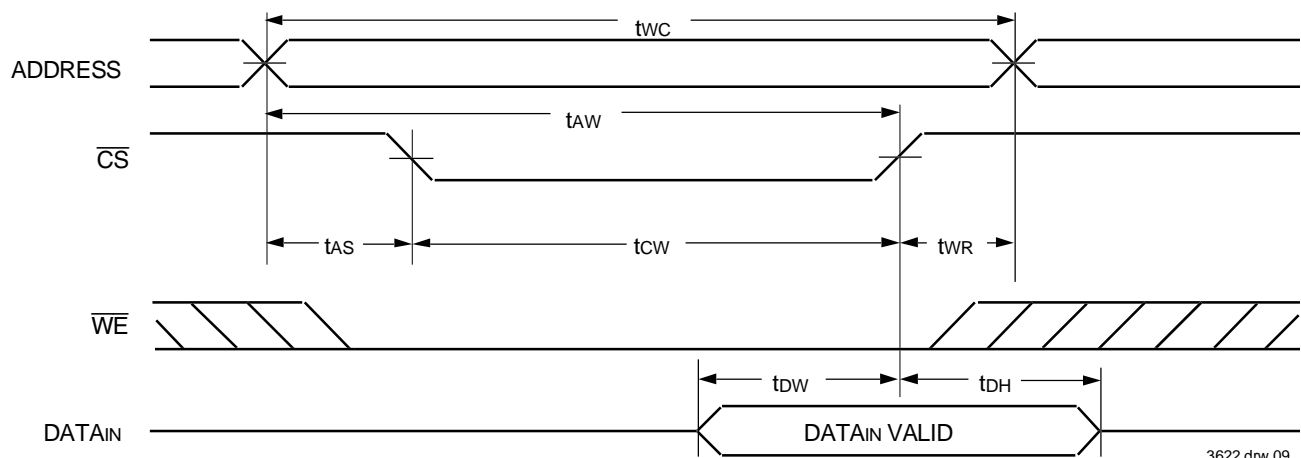 tWC
ADDRESS
tAW
CS
tAS
tCW
tWR
WE
tDW
tDH
DATAIN
DATAIN VALID
3622 drw 09